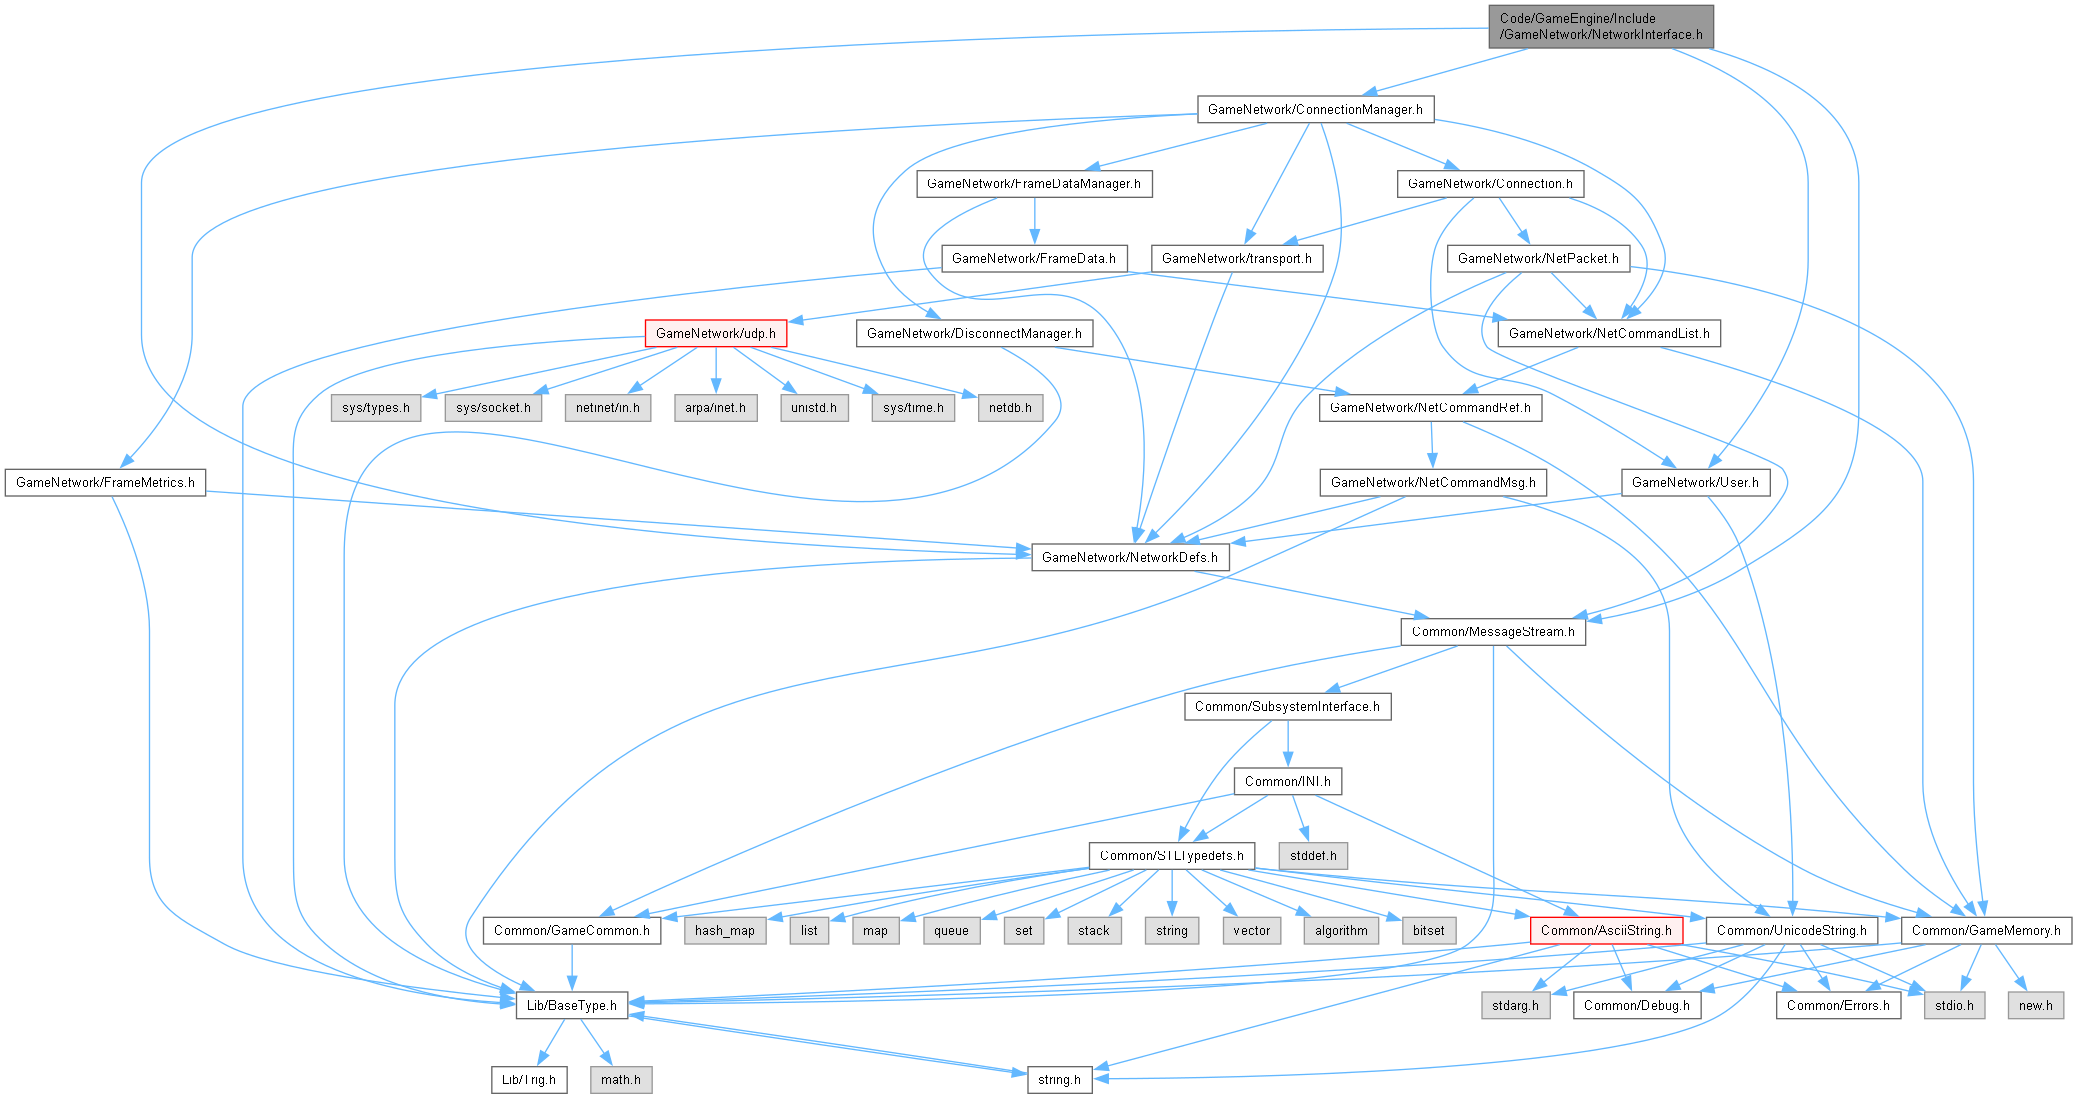 Code/GameEngine/Include
/GameNetwork/NetworkInterface.h
GameNetwork/ConnectionManager.h
GameNetwork/FrameDataManager.h
GameNetwork/Connection.h
GameNetwork/FrameData.h
GameNetwork/transport.h
GameNetwork/NetPacket.h
GameNetwork/udp.h
GameNetwork/DisconnectManager.h
GameNetwork/NetCommandList.h
sys/types.h
sys/socket.h
netinet/in.h
arpa/inet.h
unistd.h
sys/time.h
netdb.h
GameNetwork/NetCommandRef.h
GameNetwork/FrameMetrics.h
GameNetwork/NetCommandMsg.h
GameNetwork/User.h
GameNetwork/NetworkDefs.h
Common/MessageStream.h
Common/SubsystemInterface.h
Common/INI.h
Common/STLTypedefs.h
stddef.h
Common/GameCommon.h
hash_map
list
map
queue
set
stack
string
vector
algorithm
bitset
Common/AsciiString.h
Common/UnicodeString.h
Common/GameMemory.h
Lib/BaseType.h
stdarg.h
Common/Debug.h
Common/Errors.h
stdio.h
new.h
Lib/Trig.h
math.h
string.h